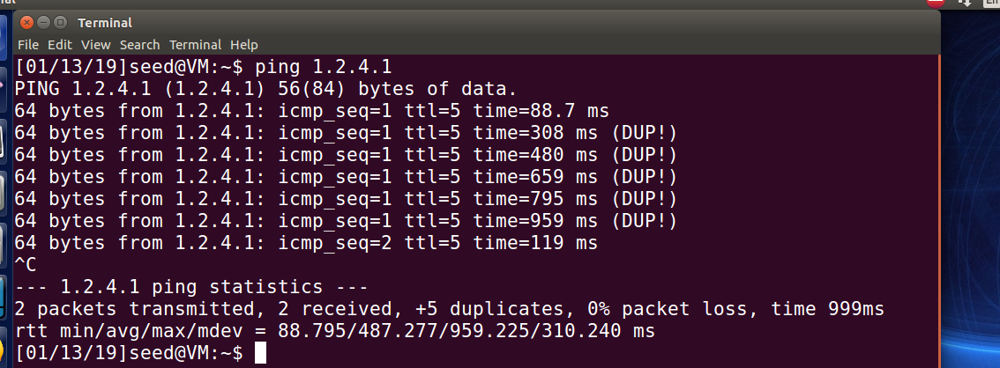 Terminal
File Edit View Search Terminal Help
[01/13/19]seed@VM:~$ ping 1.2.4.1
PING 1.2.4.1 (1.2.4.1) 56(84) bytes of data.
64 bytes from 1.2.4.1: icmp_seq=1 ttl=5 time=88.7 ms
64 bytes from 1.2.4.1: icmp_seq=1 ttl=5 time=308 ms (DUP!)
64 bytes from 1.2.4.1: icmp_seq=1 ttl=5 time=480 ms (DUP!)
64 bytes from 1.2.4.1: icmp_seq=1 ttl=5 time=659 ms (DUP!)
64 bytes from 1.2.4.1: icmp_seq=1 ttl=5 time=795 ms (DUP!)
64 bytes from 1.2.4.1: icmp_seq=1 ttl=5 time=959 ms (DUP!)
64 bytes from 1.2.4.1: icmp_seq=2 ttl=5 time=119 ms
^C
--- 1.2.4.1 ping statistics ---
2 packets transmitted, 2 received, +5 duplicates, 0% packet loss, time 999ms
rtt min/avg/max/mdev = 88.795/487.277/959.225/310.240 ms
[01/13/19]seed@VM:~$